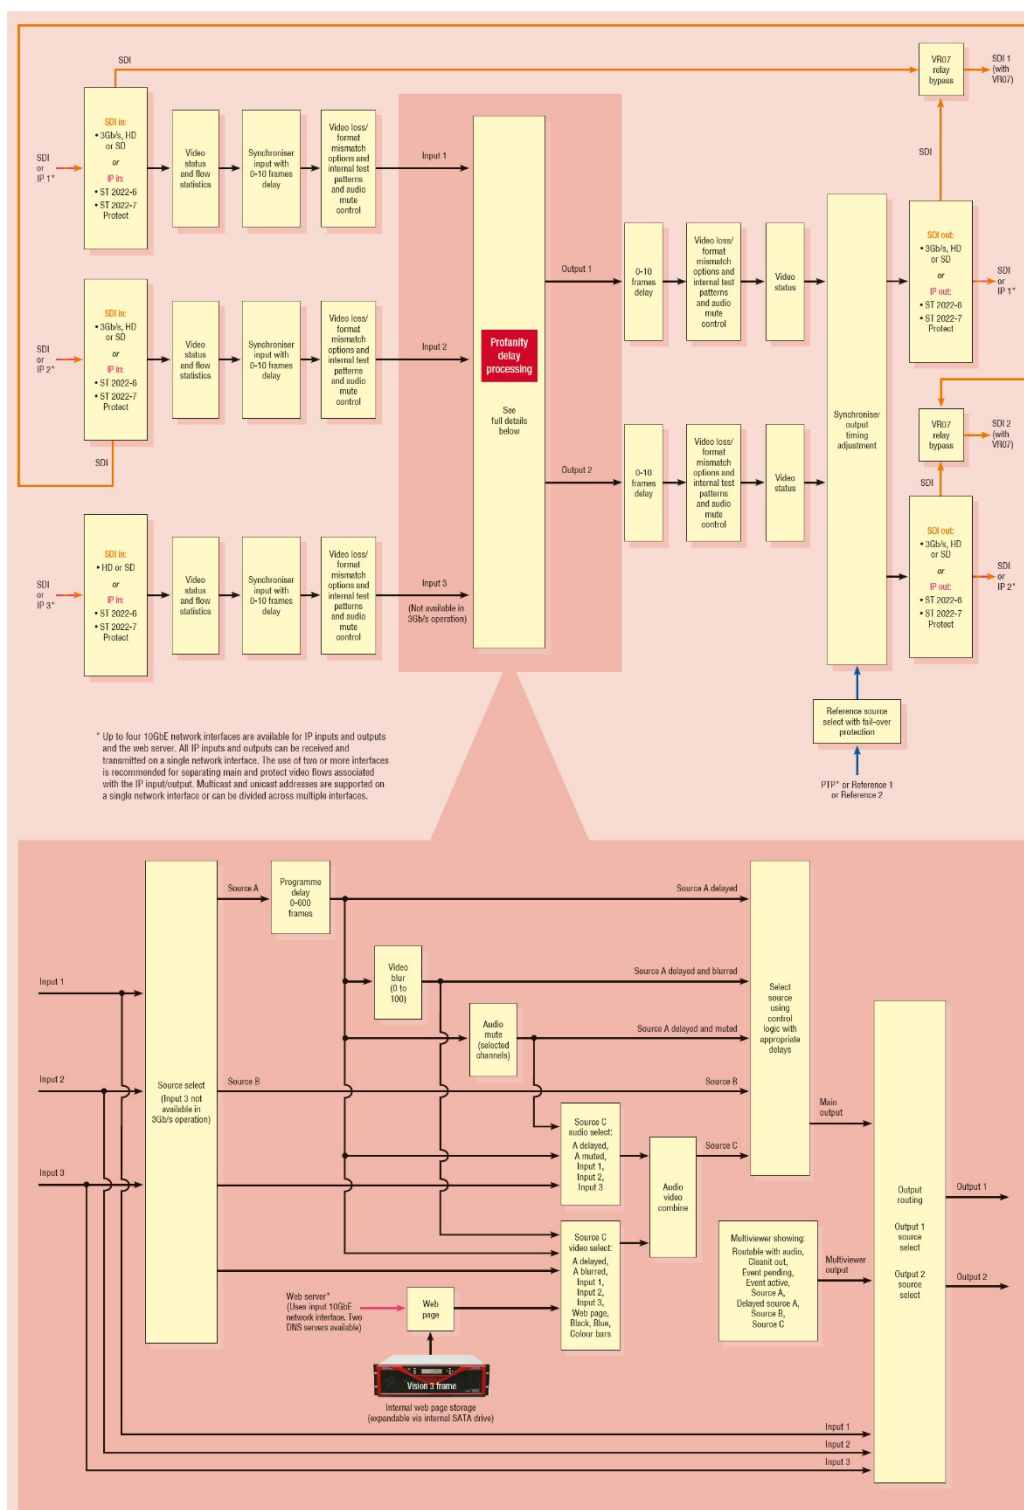 SDI
VR07
relay
bypass
SDI 1
(with
VR07)
SDI in:
• 3Gb/s, HD
or SD
or
IP in:
• ST 2022-6
• ST 2022-7
Protect
SDI
or
IP 1*
Video
status
and flow
statistics
Synchroniser
input with
0-10 frames
delay
Video loss/
format
mismatch
options and
internal test
patterns
and audio
mute
control
Input 1
SDI
SDI in:
• 3Gb/s, HD
or SD
or
IP in:
• ST 2022-6
• ST 2022-7
Protect
SDI
or
IP 2*
SDI
Video
status
and flow
statistics
Synchroniser
input with
0-10 frames
delay
Video loss/
format
mismatch
options and
internal test
patterns
and audio
mute
control
Input 2
SDI in:
• HD or SD
or
IP in:
• ST 2022-6
• ST 2022-7
Protect
SDI
or
IP 3*
Video
status
and flow
statistics
Synchroniser
input with
0-10 frames
delay
Video loss/
format
mismatch
options and
internal test
patterns
and audio
mute
control
Input 3
(Not available in
3Gb/s operation)
Profanity
delay
processing
See
full details
below
Output 1
0-10
frames
delay
Video loss/
format
mismatch
options and
internal test
patterns
and audio
mute
control
Video
status
Output 2
0-10
frames
delay
Video loss/
format
mismatch
options and
internal test
patterns
and audio
mute
control
Video
status
Synchroniser
output
timing
adjustment
SDI out:
• 3Gb/s, HD
or SD
or
IP out:
• ST 2022-6
• ST 2022-7
Protect
SDI
or
IP 1*
VR07
relay
bypass
SDI 2
(with
VR07)
SDI
SDI out:
• 3Gb/s, HD
or SD
or
IP out:
• ST 2022-6
• ST 2022-7
Protect
SDI
or
IP 2*
Reference source
select with fail-over
protection
PTP* or Reference 1
or Reference 2
* Up to four 10GbE network interfaces are available for IP inputs and outputs
and the web server. All IP inputs and outputs can be received and
transmitted on a single network interface. The use of two or more interfaces
is recommended for separating main and protect video flows associated
with the IP input/output. Multicast and unicast addresses are supported on
a single network interface or can be divided across multiple interfaces.
Input 1
Input 2
Input 3
Source select
(Input 3 not
available in
3Gb/s operation)
Source A
Programme
delay
0-600
frames
Source A delayed
Video
blur
(0 to
100)
Source A delayed and blurred
Audio
mute
(selected
channels)
Source A delayed and muted
Source B
Source B
Select
source
using
control
logic with
appropriate
delays
Source C
audio select:
A delayed,
A muted,
Input 1,
Input 2,
Input 3
Source C
Audio
video
combine
Source C
video select:
A delayed,
A blurred,
Input 1,
Input 2,
Input 3,
Web page,
Black, Blue,
Colour bars
Web server*
(Uses input 10GbE
network interface. Two
DNS servers available)
Web
page
Vision 3 frame
Internal web page storage
(expandable via internal SATA drive)
Main
output
Multiviewer showing:
Routable with audio,
Cleanit out,
Event pending,
Event active,
Source A,
Delayed source A,
Source B,
Source C
Multiviewer
output
Output
routing
Output 1
source
select
Output 2
source
select
Output 1
Output 2
Input 1
Input 2
Input 3